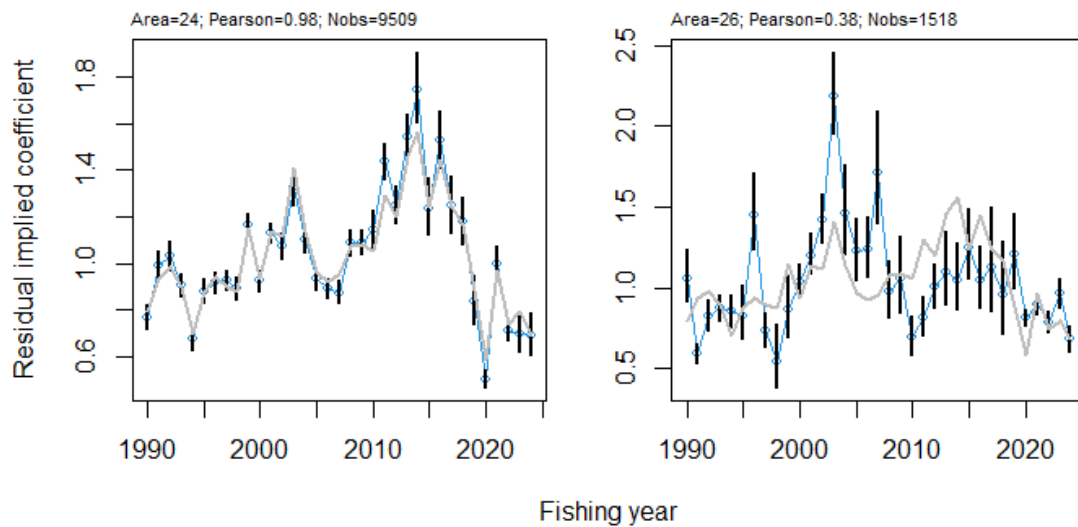 Area=24; Pearson=0.98; Nobs=9509
Area=26; Pearson=0.38; Nobs=1518
Residual implied coefficient
1.8
1.4
1.0
0.6
2.5
2.0
1.5
1.0
0.5
1990 2000 2010 2020
1990 2000 2010 2020
Fishing year